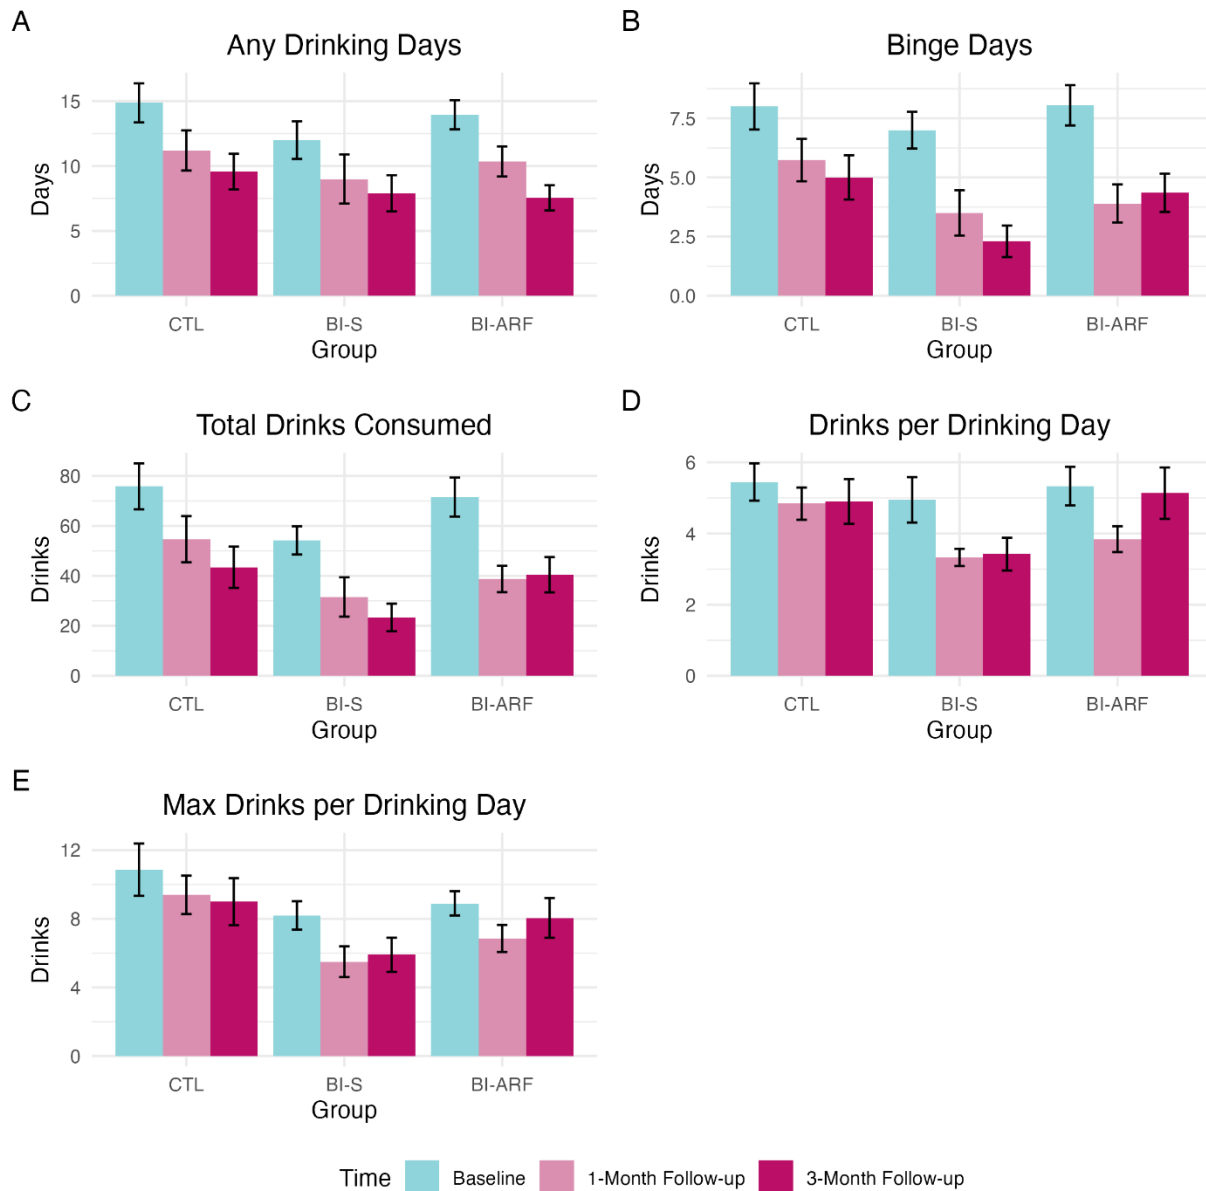 A
Any Drinking Days
Days
15
10
5
0
CTL
BI-S
BI-ARF
Group
B
Binge Days
Days
7.5
5.0
2.5
0.0
CTL
BI-S
BI-ARF
Group
C
Total Drinks Consumed
Drinks
80
60
40
20
0
CTL
BI-S
BI-ARF
Group
D
Drinks per Drinking Day
Drinks
6
4
2
0
CTL
BI-S
BI-ARF
Group
E
Max Drinks per Drinking Day
Drinks
12
8
4
0
CTL
BI-S
BI-ARF
Group
Time
Baseline
1-Month Follow-up
3-Month Follow-up